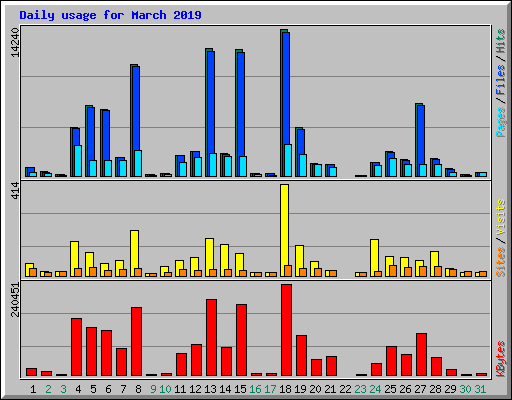 Daily usage for March 2019
14240
Pages / Files / Hits
414
Sites / Visits
240451
KBytes
1 2 3 4 5 6 7 8 9 10 11 12 13 14 15 16 17 18 19 20 21 22 23 24 25 26 27 28 29 30 31